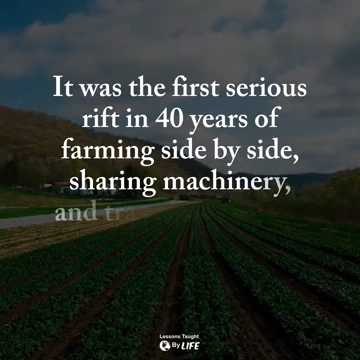 It was the first serious
rift in 40 years of
farming side by side,
sharing machinery,
and
Lessons Taught
By LIFE